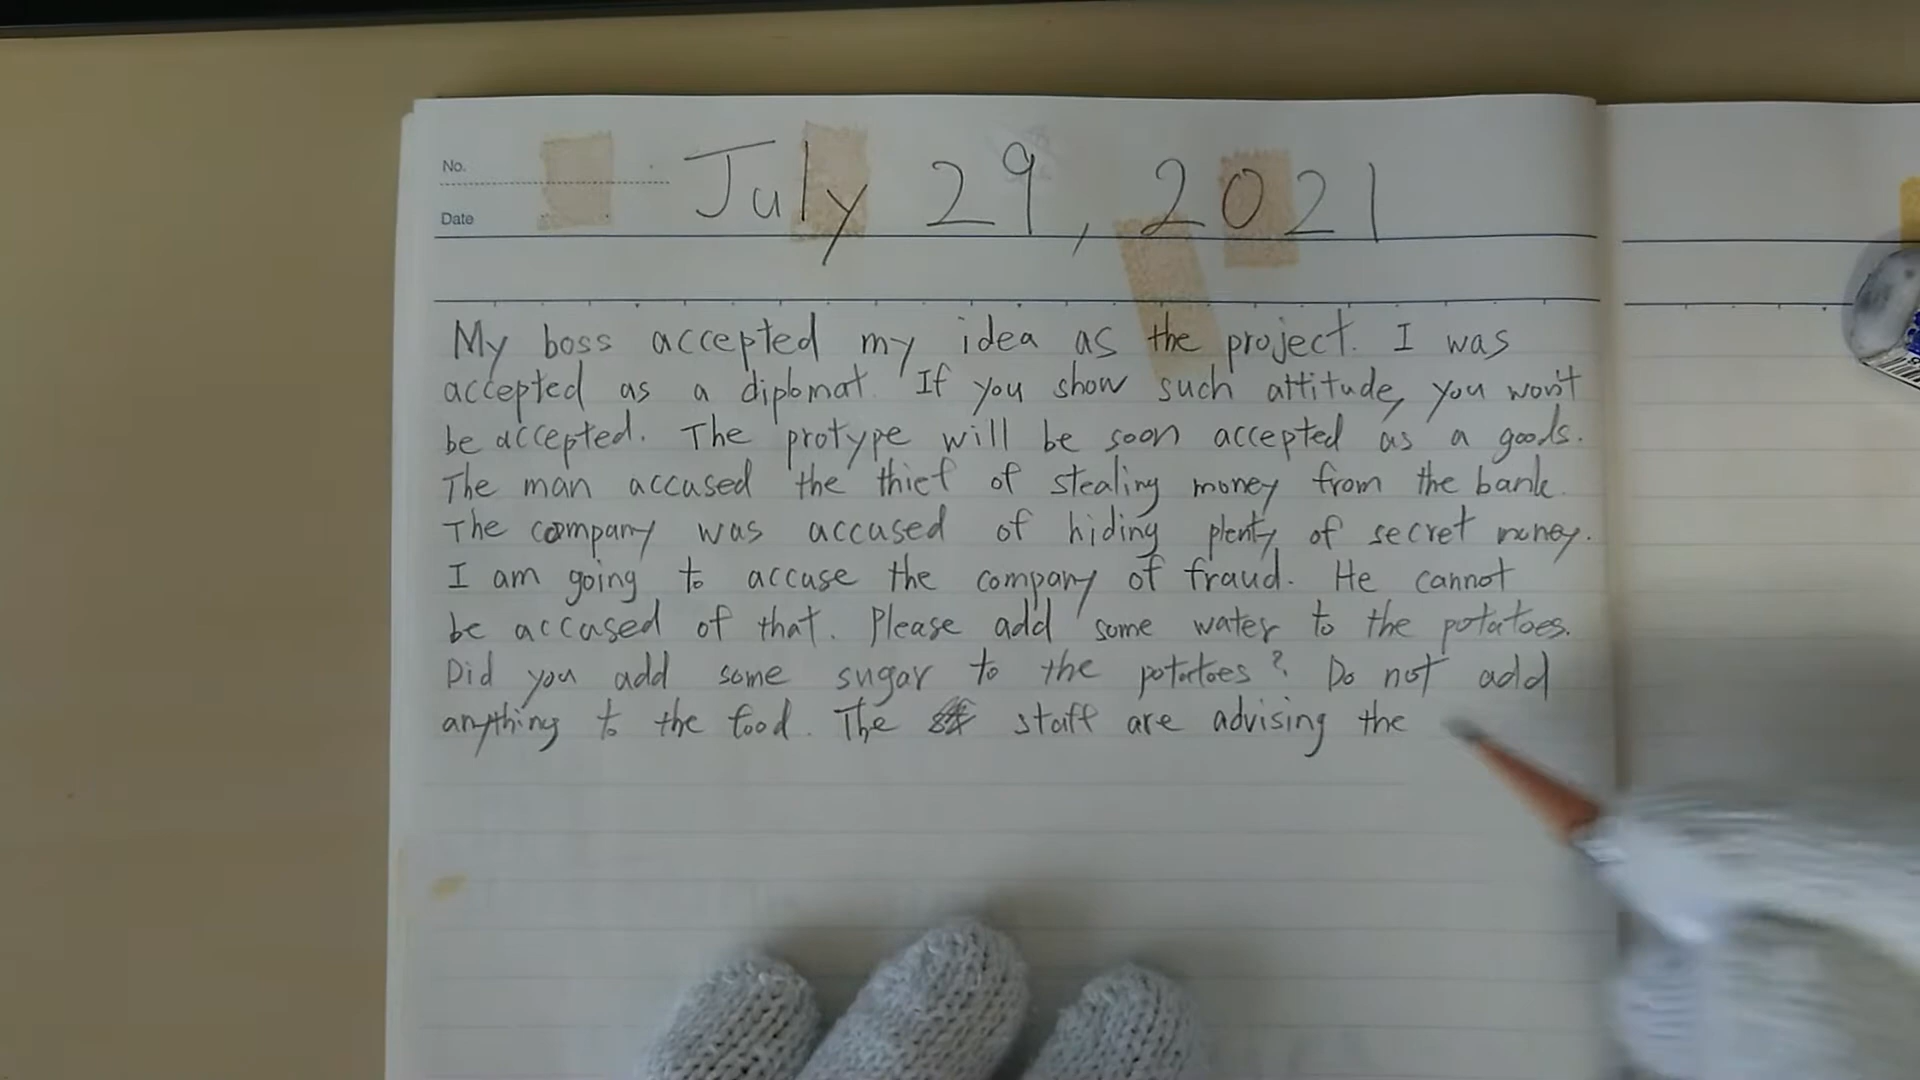 No.
Date
July 29, 2021
My boss accepted my idea as the project. I was
accepted as a diplomat. If you show such attitude, you won't
be accepted. The protype will be soon accepted as a goods.
The man accused the thief of stealing money from the bank.
The company was accused of hiding plenty of secret money.
I am going to accuse the company of fraud. He cannot
be accused of that. Please add some water to the potatoes.
Did you add some sugar to the potatoes? Do not add
anything to the food. The staff are advising the